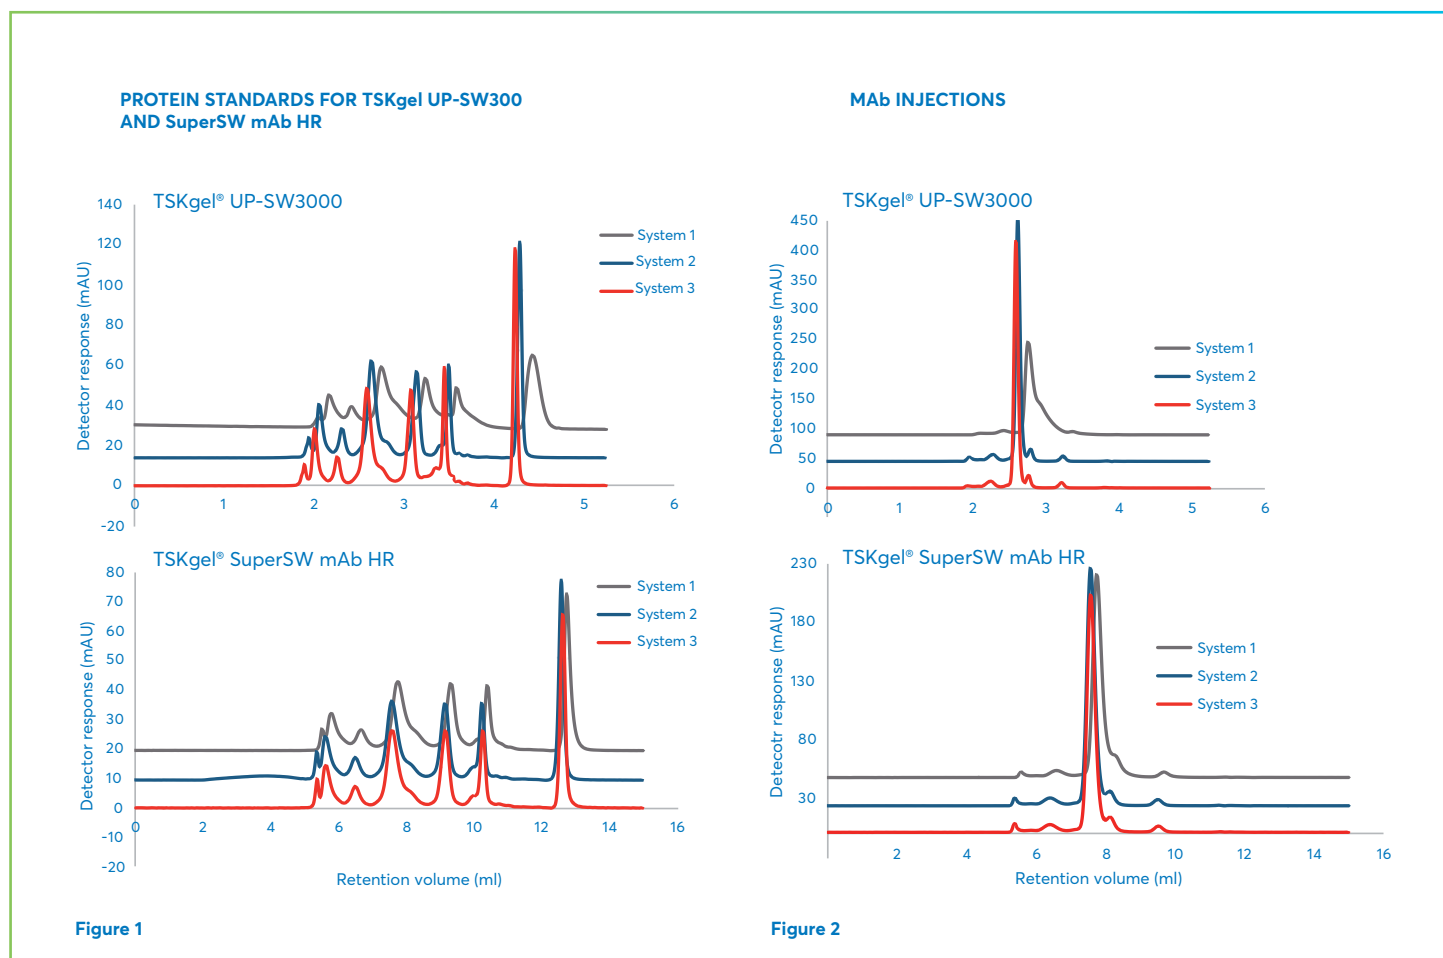 PROTEIN STANDARDS FOR TSKgel UP-SW300
AND SuperSW mAb HR
TSKgel® UP-SW3000
Detector response (mAU)
140
120
100
80
60
40
20
0
-20
0 1 2 3 4 5 6
System 1
System 2
System 3
TSKgel® SuperSW mAb HR
Detector response (mAU)
80
70
60
50
40
30
20
10
0
-10
-20
0 2 4 6 8 10 12 14 16
System 1
System 2
System 3
Retention volume (ml)
Figure 1
MAb INJECTIONS
TSKgel® UP-SW3000
Detecotr response (mAU)
450
400
350
300
250
200
150
100
50
0
0 1 2 3 4 5 6
System 1
System 2
System 3
TSKgel® SuperSW mAb HR
Detecotr response (mAU)
230
180
130
80
30
2 4 6 8 10 12 14 16
System 1
System 2
System 3
Retention volume (ml)
Figure 2